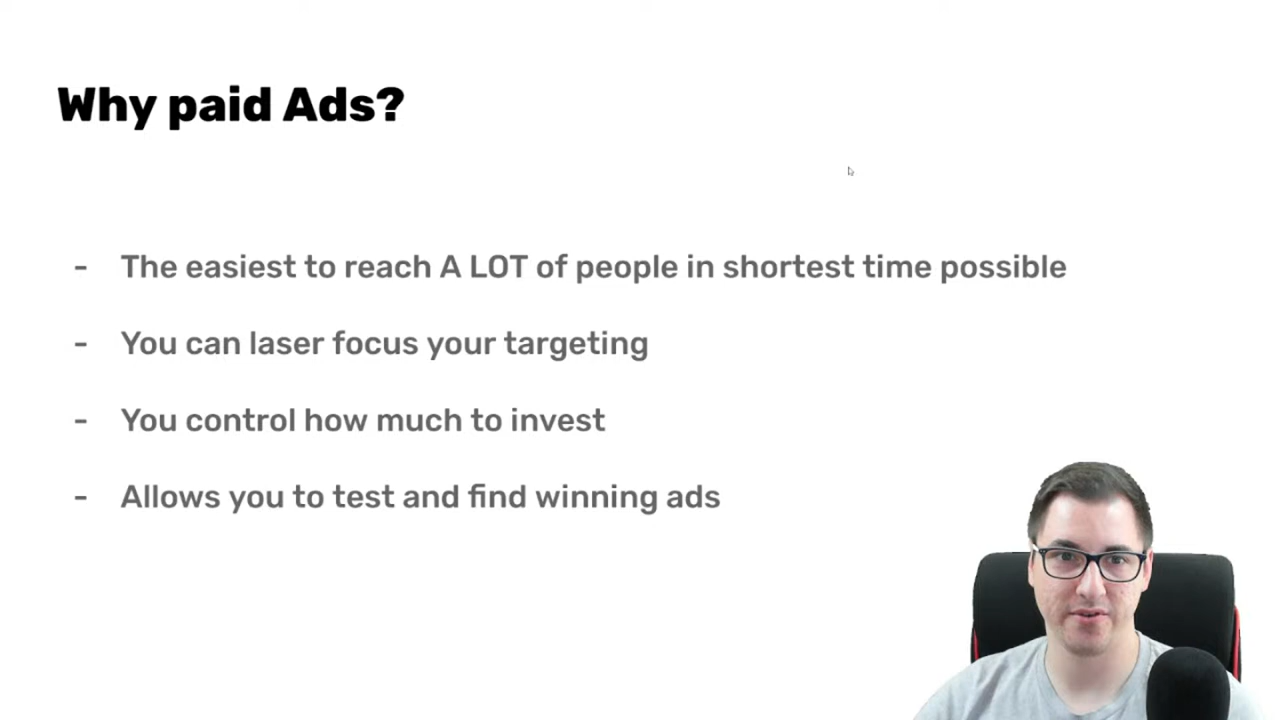 Why paid Ads?
- The easiest to reach A LOT of people in shortest time possible
- You can laser focus your targeting
- You control how much to invest
- Allows you to test and find winning ads